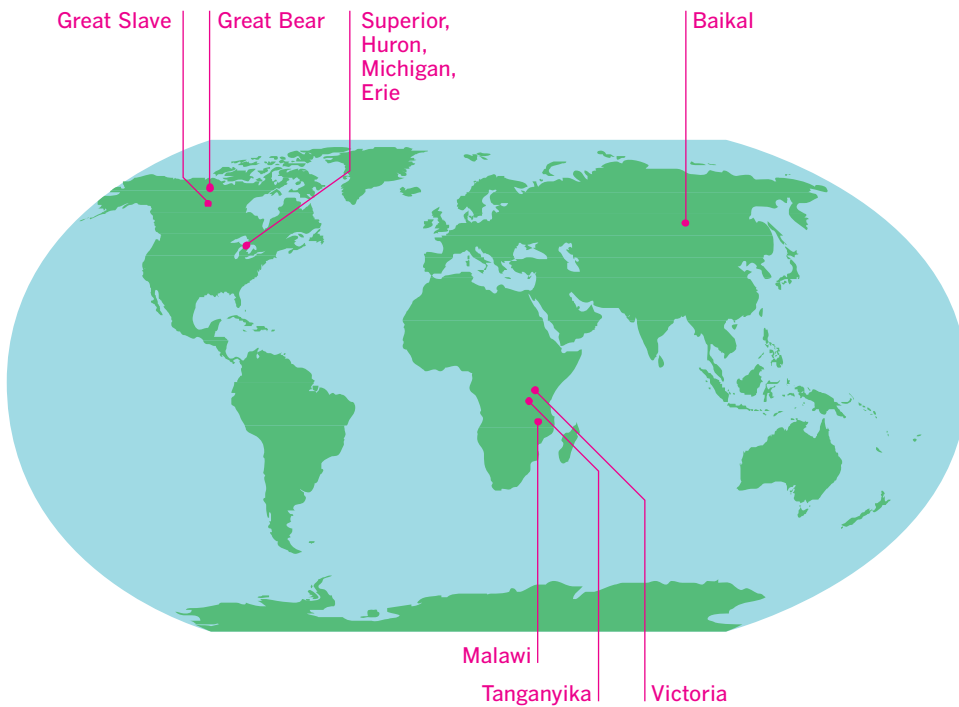 Great Slave
Great Bear
Superior,
Huron,
Michigan,
Erie
Baikal
Malawi
Tanganyika
Victoria